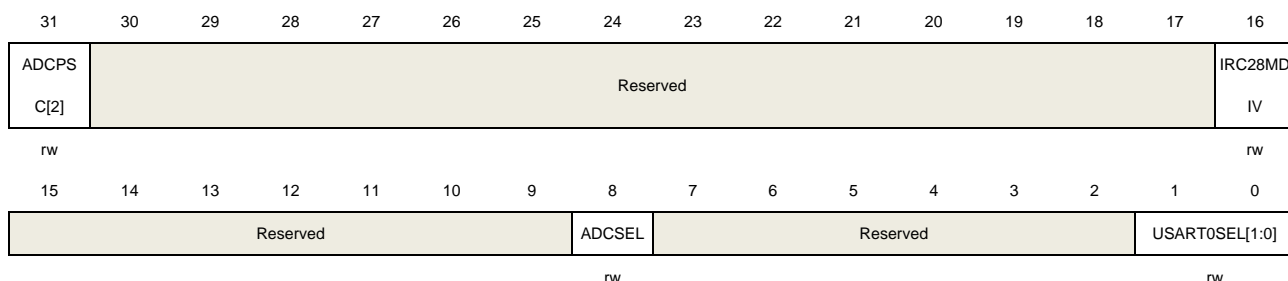 31 30 29 28 27 26 25 24 23 22 21 20 19 18 17 16
ADCPS
C[2]
Reserved
IRC28MD
IV
rw rw
15 14 13 12 11 10 9 8 7 6 5 4 3 2 1 0
Reserved ADCSEL Reserved USART0SEL[1:0]
rw rw